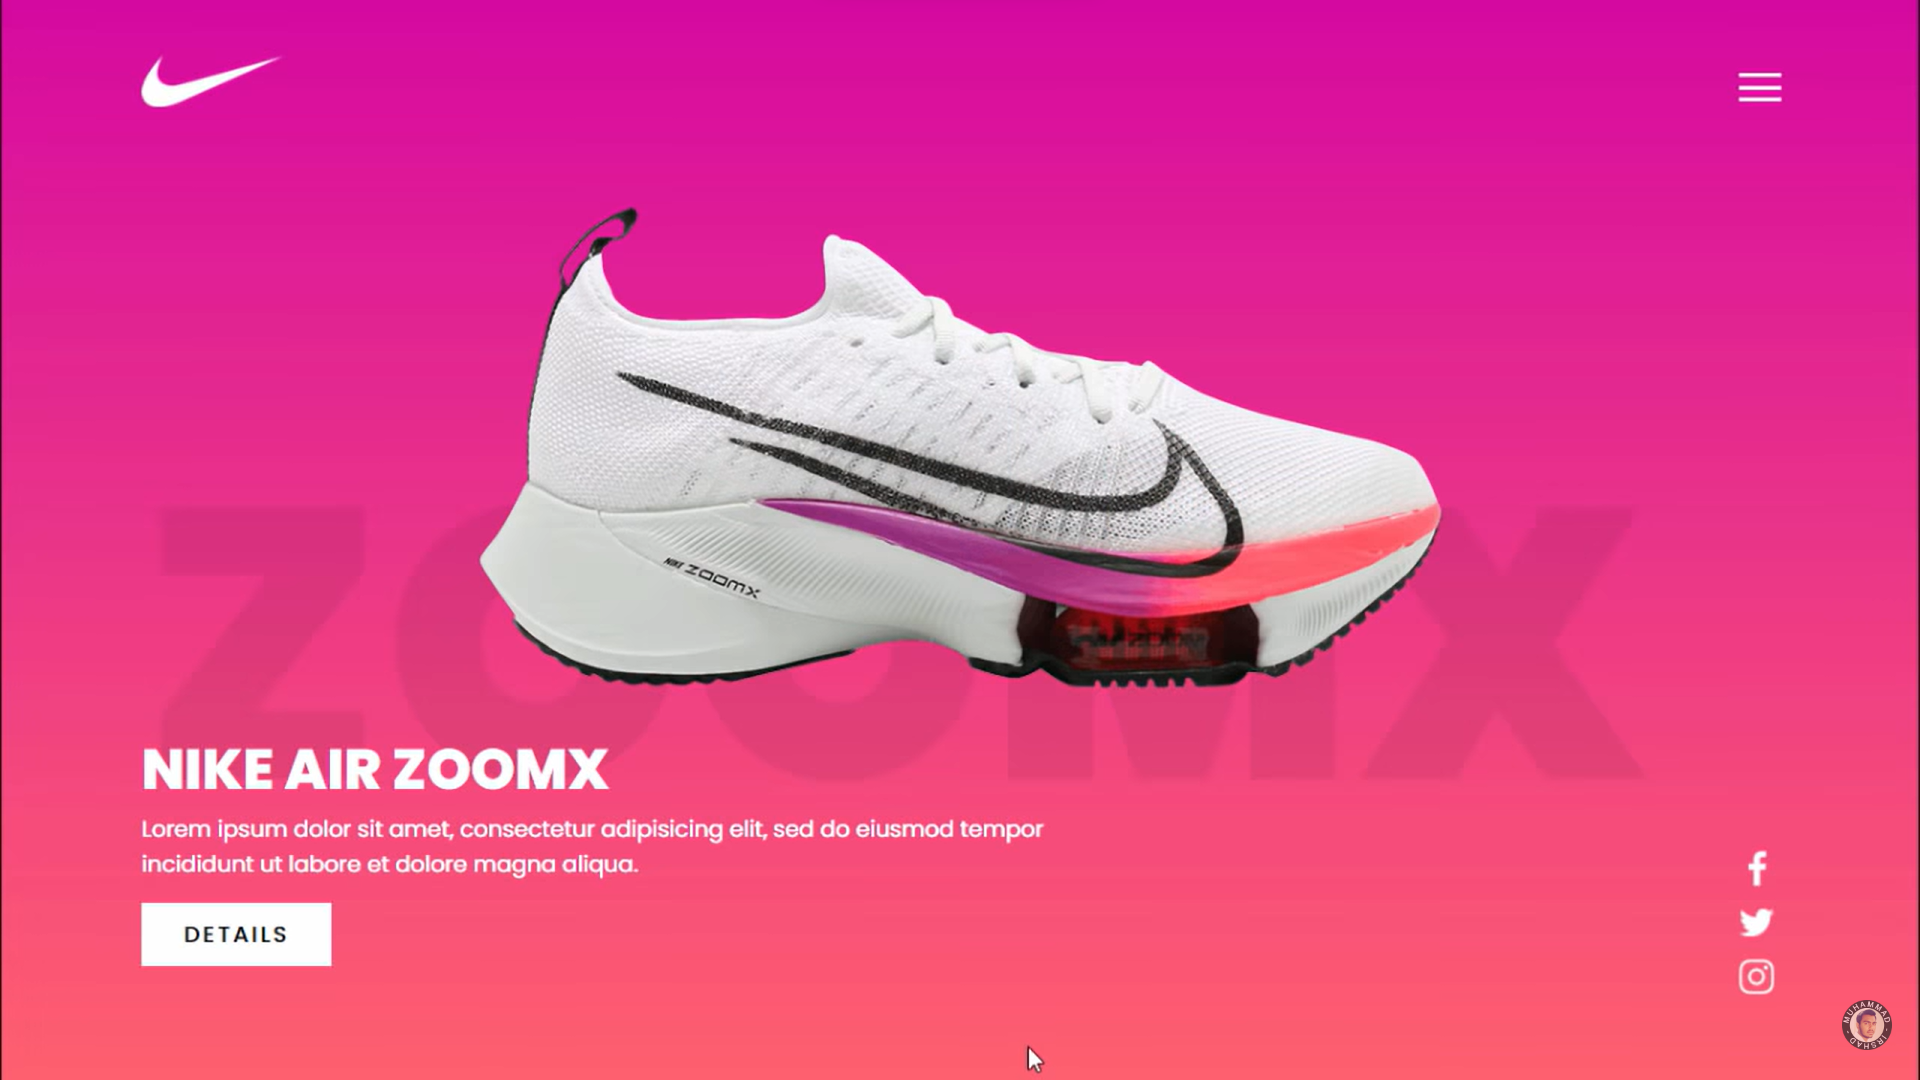 ZOOMX
NIKE ZOOMX
NIKE AIR ZOOMX
Lorem ipsum dolor sit amet, consectetur adipisicing elit, sed do eiusmod tempor
incididunt ut labore et dolore magna aliqua.
DETAILS
MUHAMMAD
IRSHAD